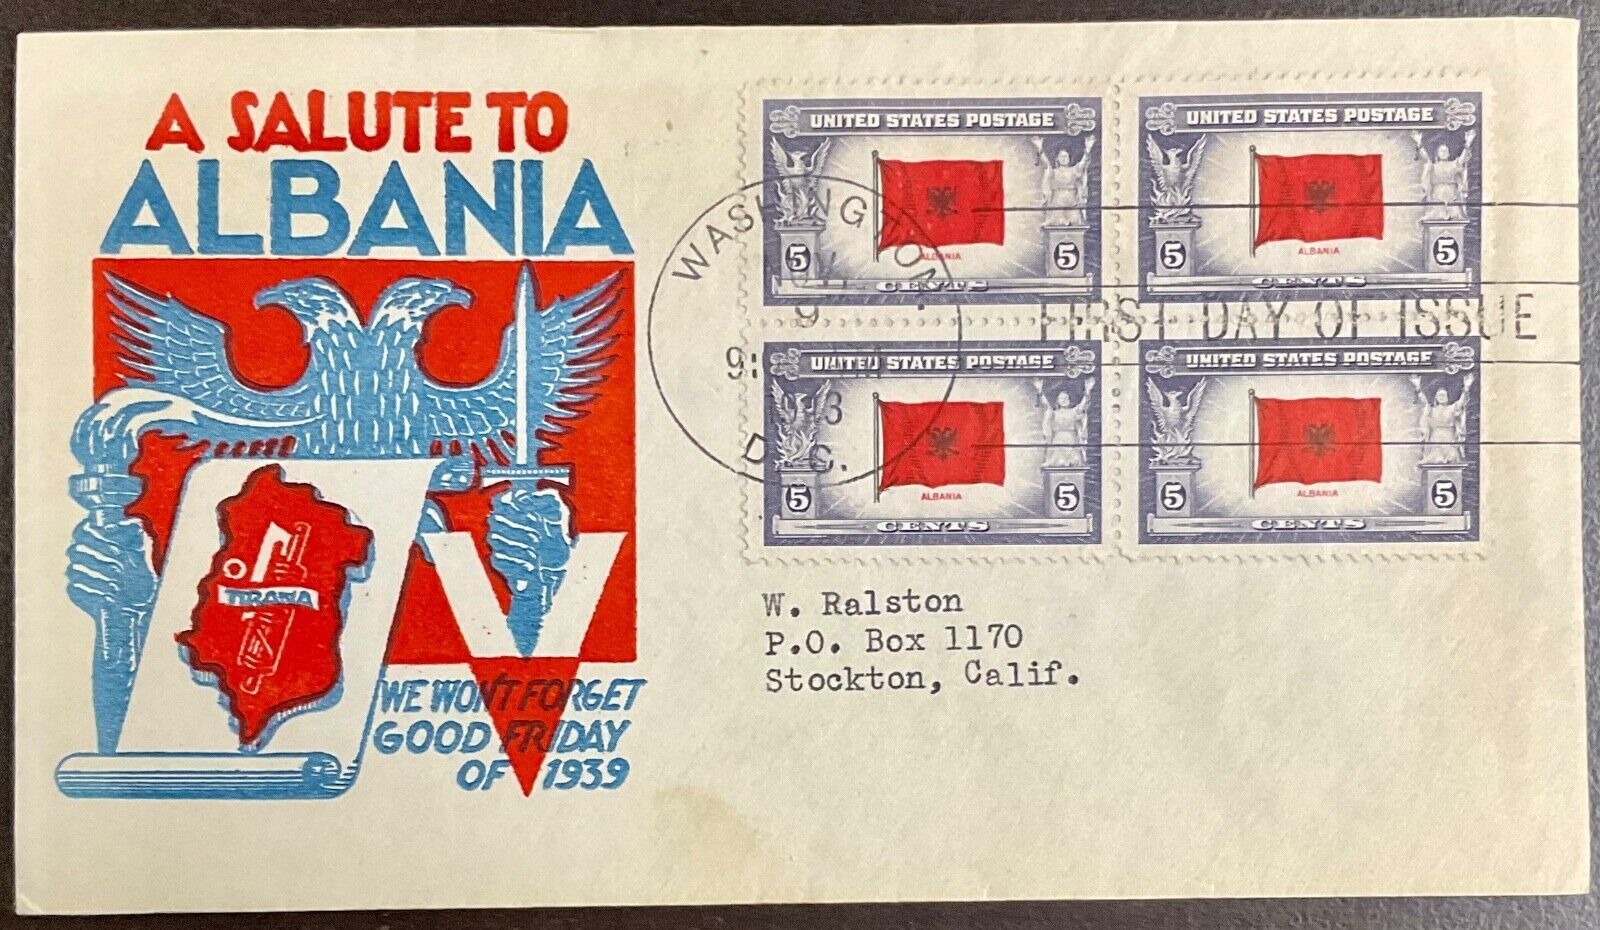 A SALUTE TO
ALBANIA
TIRANA
WE WON'T FORGET
GOOD FRIDAY
OF 1939
UNITED STATES POSTAGE
ALBANIA
5 5
CENTS
UNITED STATES POSTAGE
ALBANIA
5 5
CENTS
UNITED STATES POSTAGE
ALBANIA
5 5
CENTS
UNITED STATES POSTAGE
ALBANIA
5 5
CENTS
WASHINGTON
9
D.C.
FIRST DAY OF ISSUE
W. Ralston
P.O. Box 1170
Stockton, Calif.